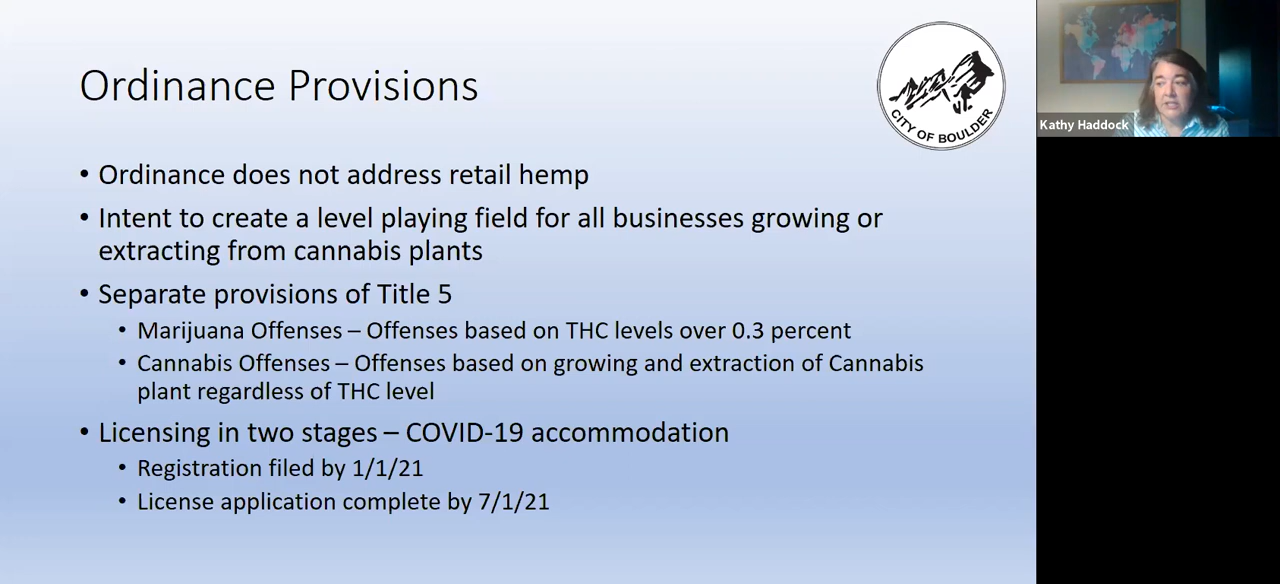 Ordinance Provisions
CITY OF BOULDER
Kathy Haddock
• Ordinance does not address retail hemp
• Intent to create a level playing field for all businesses growing or
extracting from cannabis plants
• Separate provisions of Title 5
• Marijuana Offenses – Offenses based on THC levels over 0.3 percent
• Cannabis Offenses – Offenses based on growing and extraction of Cannabis
plant regardless of THC level
• Licensing in two stages – COVID-19 accommodation
• Registration filed by 1/1/21
• License application complete by 7/1/21